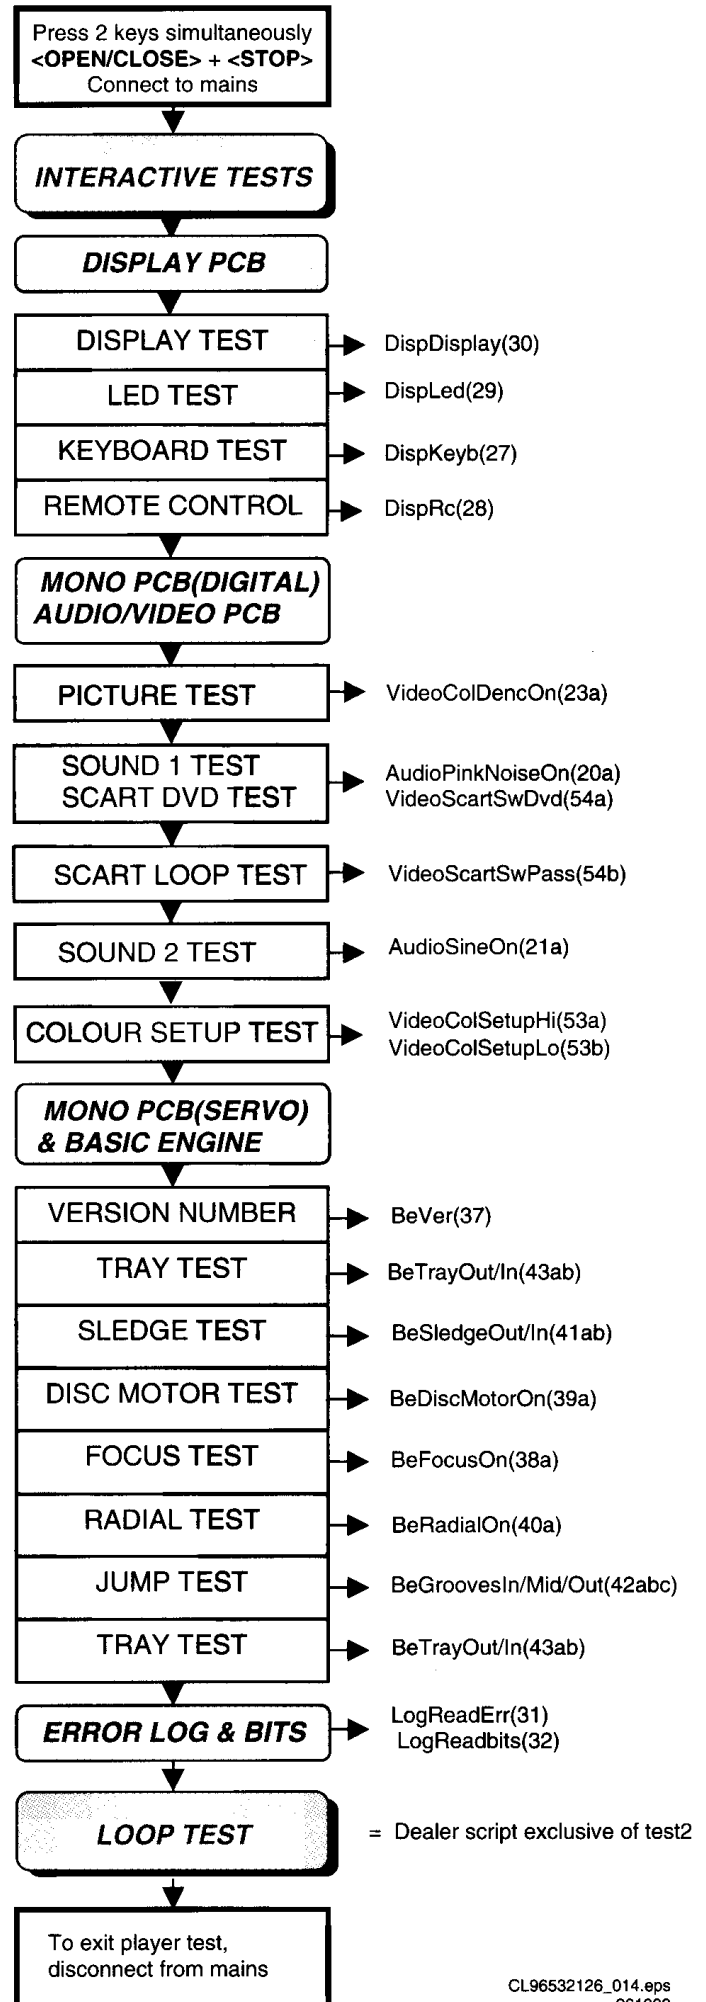 Press 2 keys simultaneously
<OPEN/CLOSE> + <STOP>
Connect to mains
INTERACTIVE TESTS
DISPLAY PCB
DISPLAY TEST
DispDisplay(30)
LED TEST
DispLed(29)
KEYBOARD TEST
DispKeyb(27)
REMOTE CONTROL
DispRc(28)
MONO PCB(DIGITAL)
AUDIO/VIDEO PCB
PICTURE TEST
VideoColDencOn(23a)
SOUND 1 TEST
SCART DVD TEST
AudioPinkNoiseOn(20a)
VideoScartSwDvd(54a)
SCART LOOP TEST
VideoScartSwPass(54b)
SOUND 2 TEST
AudioSineOn(21a)
COLOUR SETUP TEST
VideoColSetupHi(53a)
VideoColSetupLo(53b)
MONO PCB(SERVO)
& BASIC ENGINE
VERSION NUMBER
BeVer(37)
TRAY TEST
BeTrayOut/In(43ab)
SLEDGE TEST
BeSledgeOut/In(41ab)
DISC MOTOR TEST
BeDiscMotorOn(39a)
FOCUS TEST
BeFocusOn(38a)
RADIAL TEST
BeRadialOn(40a)
JUMP TEST
BeGroovesIn/Mid/Out(42abc)
TRAY TEST
BeTrayOut/In(43ab)
ERROR LOG & BITS
LogReadErr(31)
LogReadbits(32)
LOOP TEST
= Dealer script exclusive of test2
To exit player test,
disconnect from mains
CL96532126_014.eps